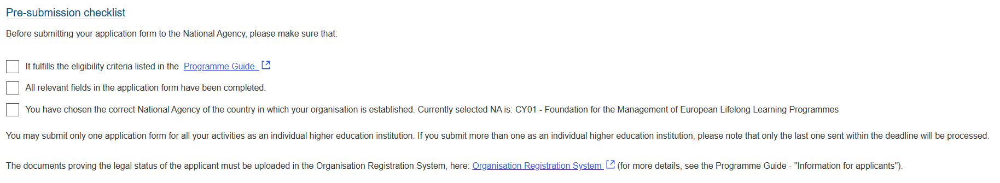 Pre-submission checklist
Before submitting your application form to the National Agency, please make sure that:
It fulfills the eligibility criteria listed in the Programme Guide.
All relevant fields in the application form have been completed.
You have chosen the correct National Agency of the country in which your organisation is established. Currently selected NA is: CY01 - Foundation for the Management of European Lifelong Learning Programmes
You may submit only one application form for all your activities as an individual higher education institution. If you submit more than one as an individual higher education institution, please note that only the last one sent within the deadline will be processed.
The documents proving the legal status of the applicant must be uploaded in the Organisation Registration System, here: Organisation Registration System (for more details, see the Programme Guide - "Information for applicants").